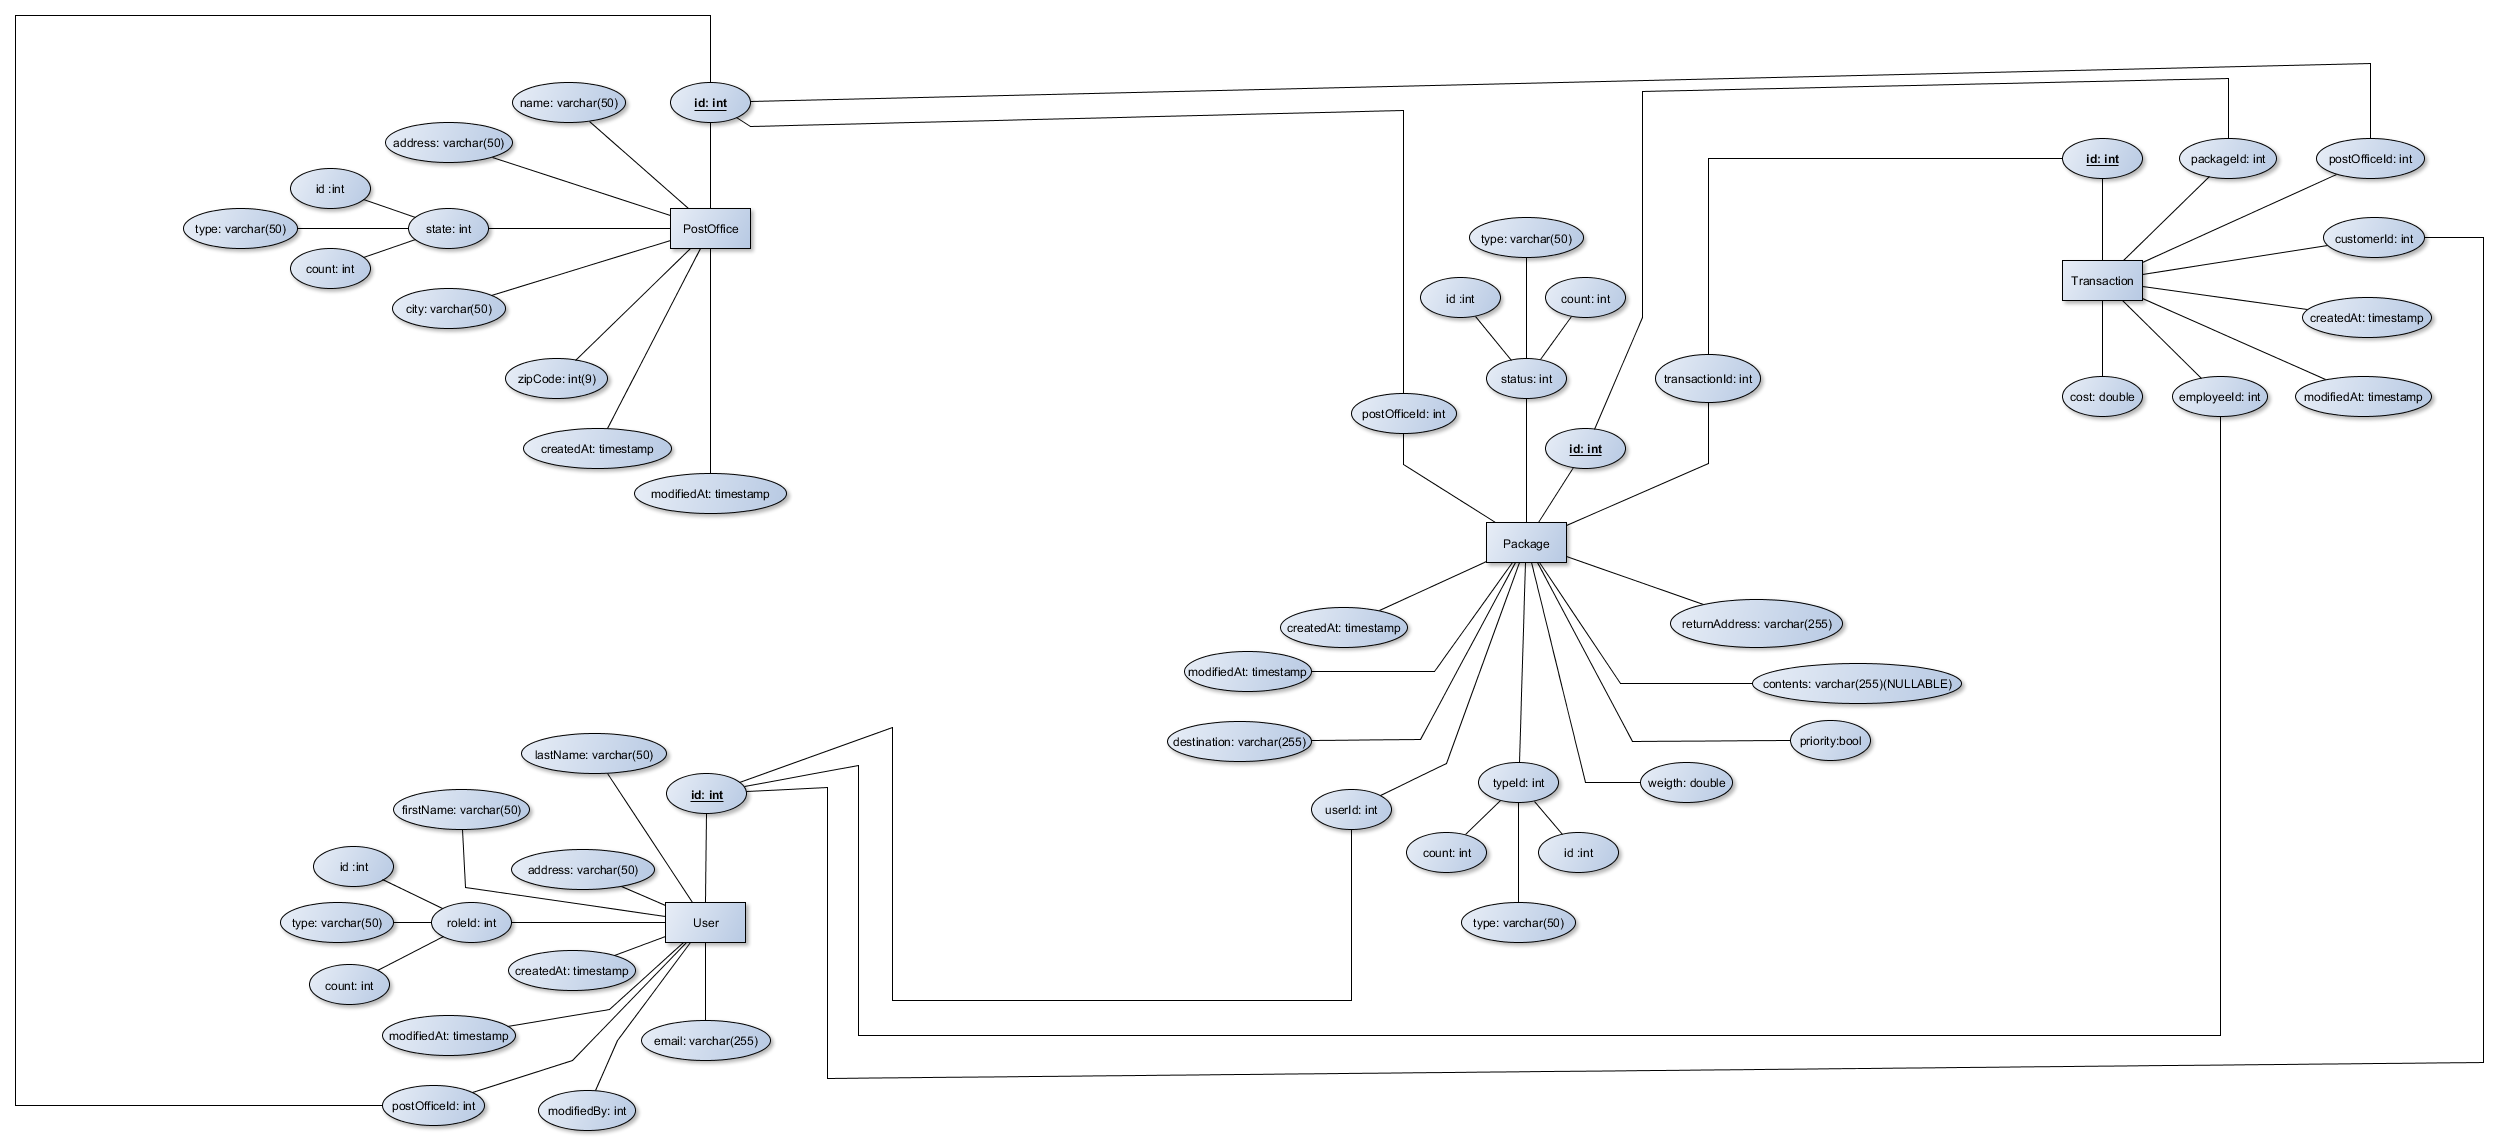 id: int
name: varchar(50)
address: varchar(50)
id :int
type: varchar(50)
state: int
count: int
PostOffice
city: varchar(50)
zipCode: int(9)
createdAt: timestamp
modifiedAt: timestamp
id: int
packageId: int
postOfficeId: int
customerId: int
Transaction
createdAt: timestamp
cost: double
employeeId: int
modifiedAt: timestamp
type: varchar(50)
id :int
count: int
status: int
transactionId: int
postOfficeId: int
id: int
Package
createdAt: timestamp
returnAddress: varchar(255)
modifiedAt: timestamp
contents: varchar(255)(NULLABLE)
destination: varchar(255)
priority:bool
typeId: int
weigth: double
userId: int
count: int
id :int
type: varchar(50)
lastName: varchar(50)
id: int
firstName: varchar(50)
id :int
address: varchar(50)
type: varchar(50)
roleId: int
User
createdAt: timestamp
count: int
modifiedAt: timestamp
email: varchar(255)
postOfficeId: int
modifiedBy: int